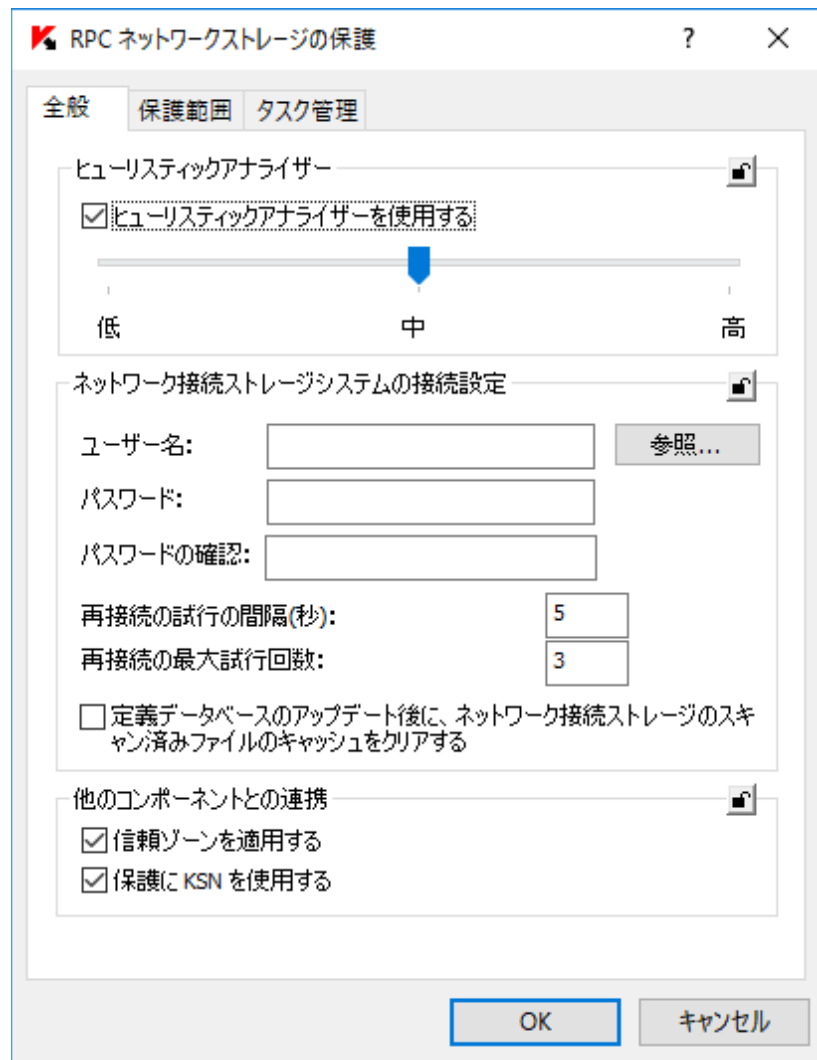 RPC ネットワークストレージの保護
全般 保護範囲 タスク管理
ヒューリスティックアナライザー
ヒューリスティックアナライザーを使用する
低 中 高
ネットワーク接続ストレージシステムの接続設定
ユーザー名: 参照...
パスワード:
パスワードの確認:
再接続の試行の間隔(秒): 5
再接続の最大試行回数: 3
定義データベースのアップデート後に、ネットワーク接続ストレージのスキ
ャン済みファイルのキャッシュをクリアする
他のコンポーネントとの連携
信頼ゾーンを適用する
保護に KSN を使用する
OK キャンセル